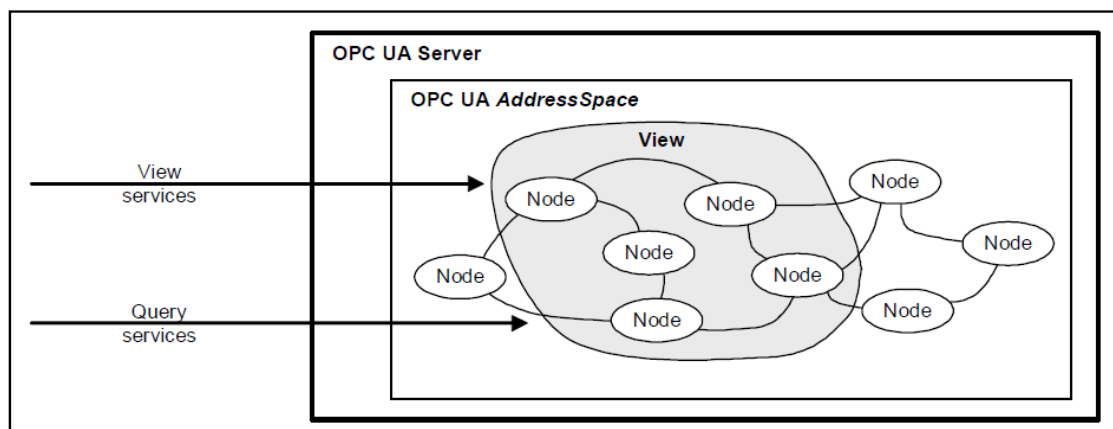 OPC UA Server
OPC UA AddressSpace
View
View
services
Node
Node
Node
Node
Node
Node
Node
Node
Query
services
Node
Node